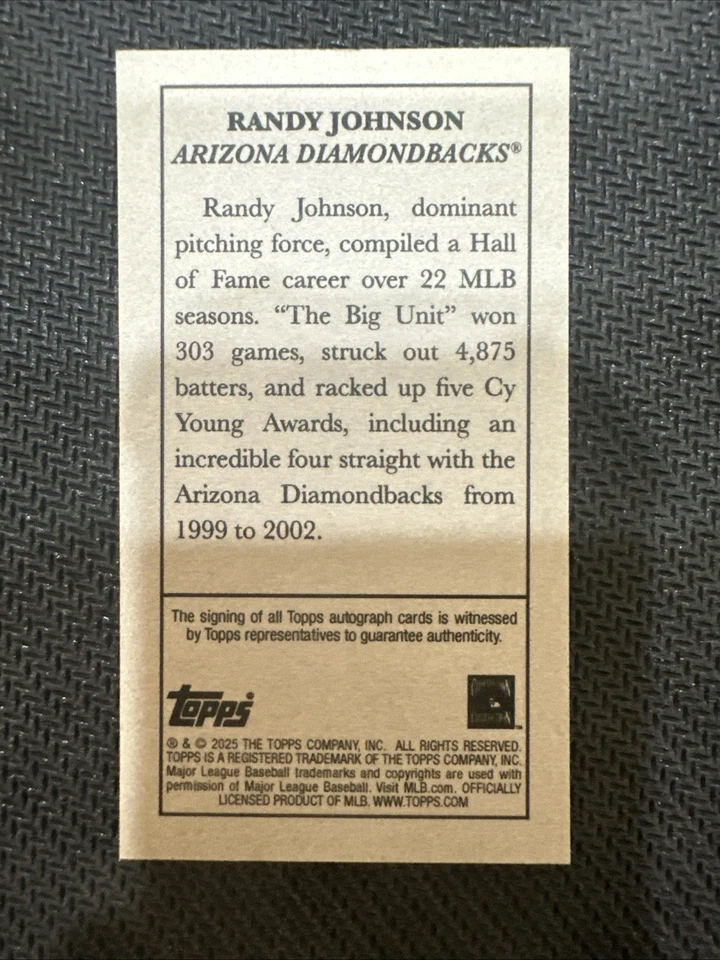 RANDY JOHNSON
ARIZONA DIAMONDBACKS®
Randy Johnson, dominant
pitching force, compiled a Hall
of Fame career over 22 MLB
seasons. “The Big Unit” won
303 games, struck out 4,875
batters, and racked up five Cy
Young Awards, including an
incredible four straight with the
Arizona Diamondbacks from
1999 to 2002.
The signing of all Topps autograph cards is witnessed
by Topps representatives to guarantee authenticity.
topps
® & © 2025 THE TOPPS COMPANY, INC. ALL RIGHTS RESERVED.
TOPPS IS A REGISTERED TRADEMARK OF THE TOPPS COMPANY, INC.
Major League Baseball trademarks and copyrights are used with
permission of Major League Baseball. Visit MLB.com. OFFICIALLY
LICENSED PRODUCT OF MLB. WWW.TOPPS.COM